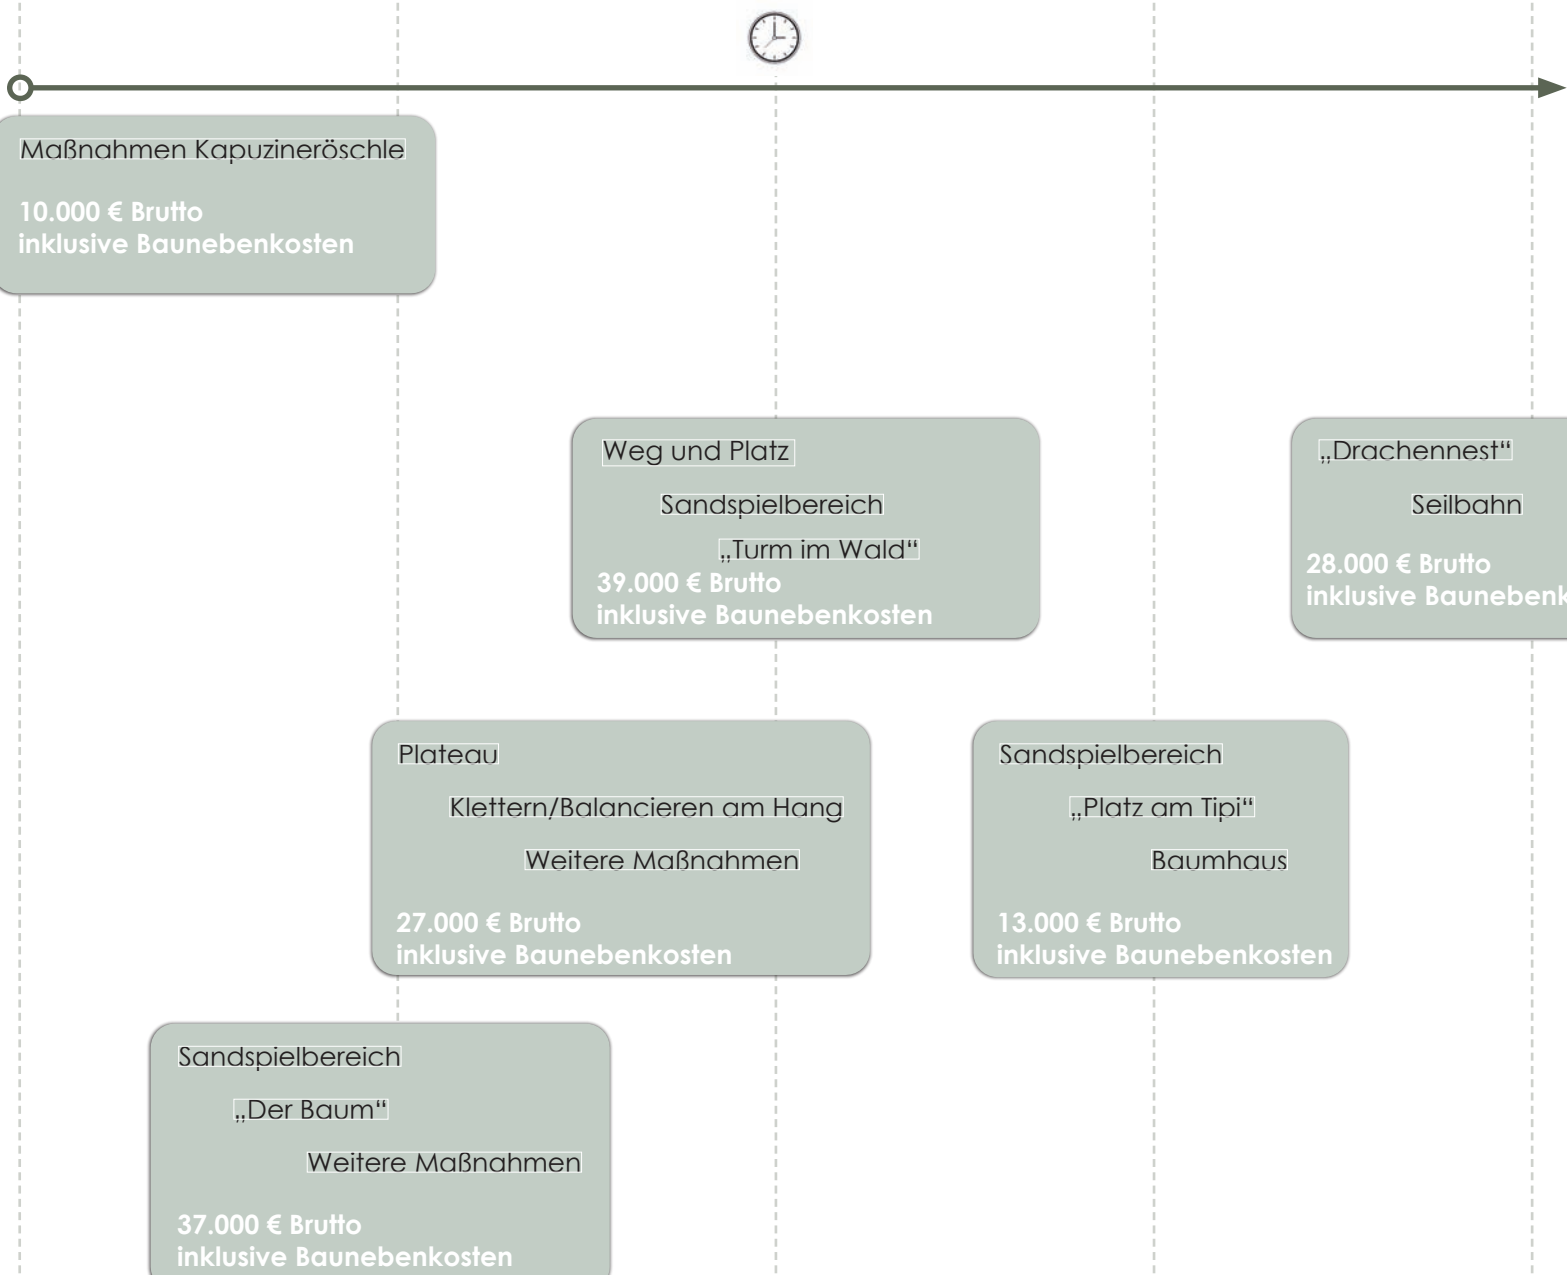 Maßnahmen Kapuzineröschle
10.000 € Brutto
inklusive Baunebenkosten
Weg und Platz
Sandspielbereich
„Turm im Wald“
39.000 € Brutto
inklusive Baunebenkosten
„Drachennest“
Seilbahn
28.000 € Brutto
inklusive Baunebenk
Plateau
Klettern/Balancieren am Hang
Weitere Maßnahmen
27.000 € Brutto
inklusive Baunebenkosten
Sandspielbereich
„Platz am Tipi“
Baumhaus
13.000 € Brutto
inklusive Baunebenkosten
Sandspielbereich
„Der Baum“
Weitere Maßnahmen
37.000 € Brutto
inklusive Baunebenkosten